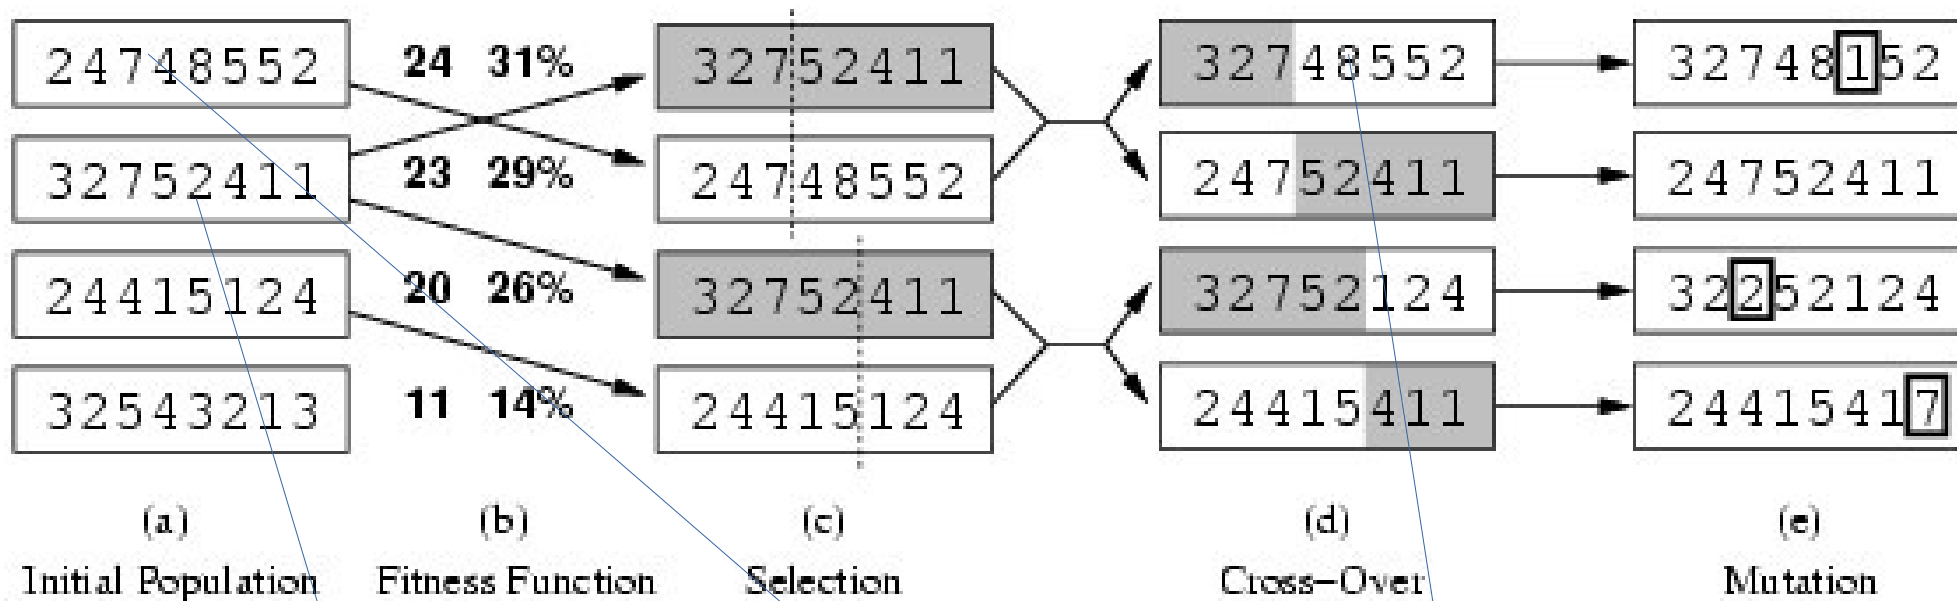 24748552 24 31% 32752411 32748552 32748152
32752411 23 29% 24748552 24752411 24752411
24415124 20 26% 32752411 32752124 32252124
32543213 11 14% 24415124 24415411 24415417
(a) (b) (c) (d) (e)
Initial Population Fitness Function Selection Cross-Over Mutation